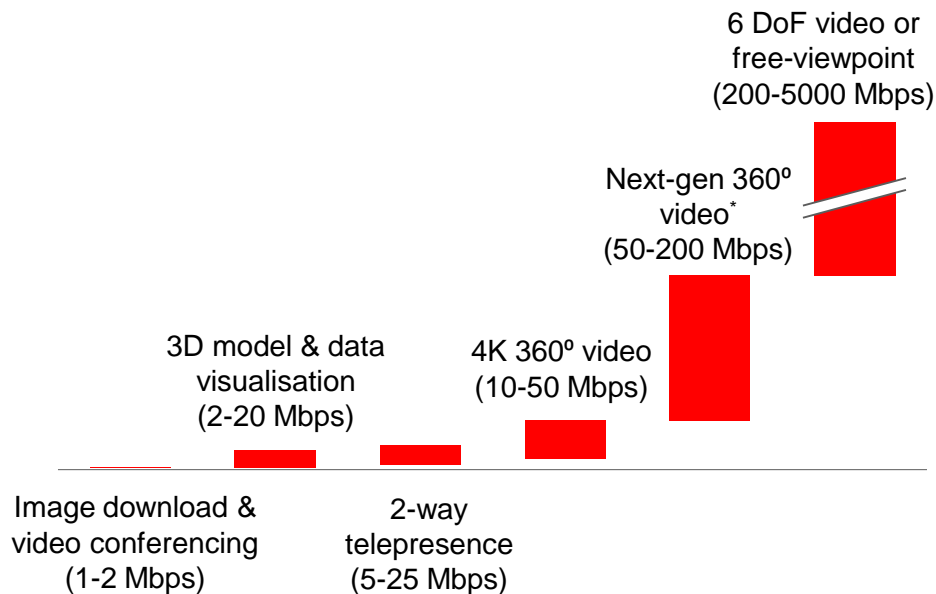 6 DoF video or
free-viewpoint
(200-5000 Mbps)
Next-gen 360º
video*
(50-200 Mbps)
3D model & data
visualisation
(2-20 Mbps)
4K 360º video
(10-50 Mbps)
Image download &
video conferencing
(1-2 Mbps)
2-way
telepresence
(5-25 Mbps)